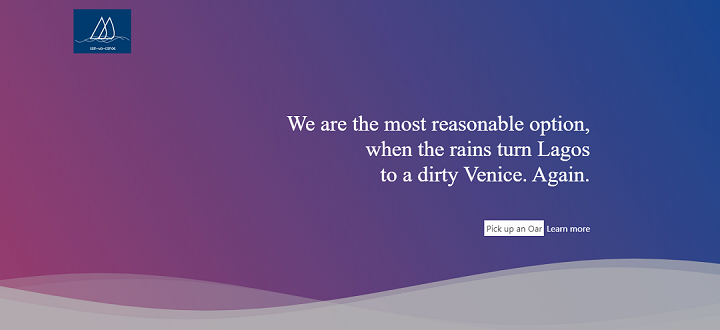 We are the most reasonable option,
when the rains turn Lagos
to a dirty Venice. Again.
Pick up an Oar Learn more